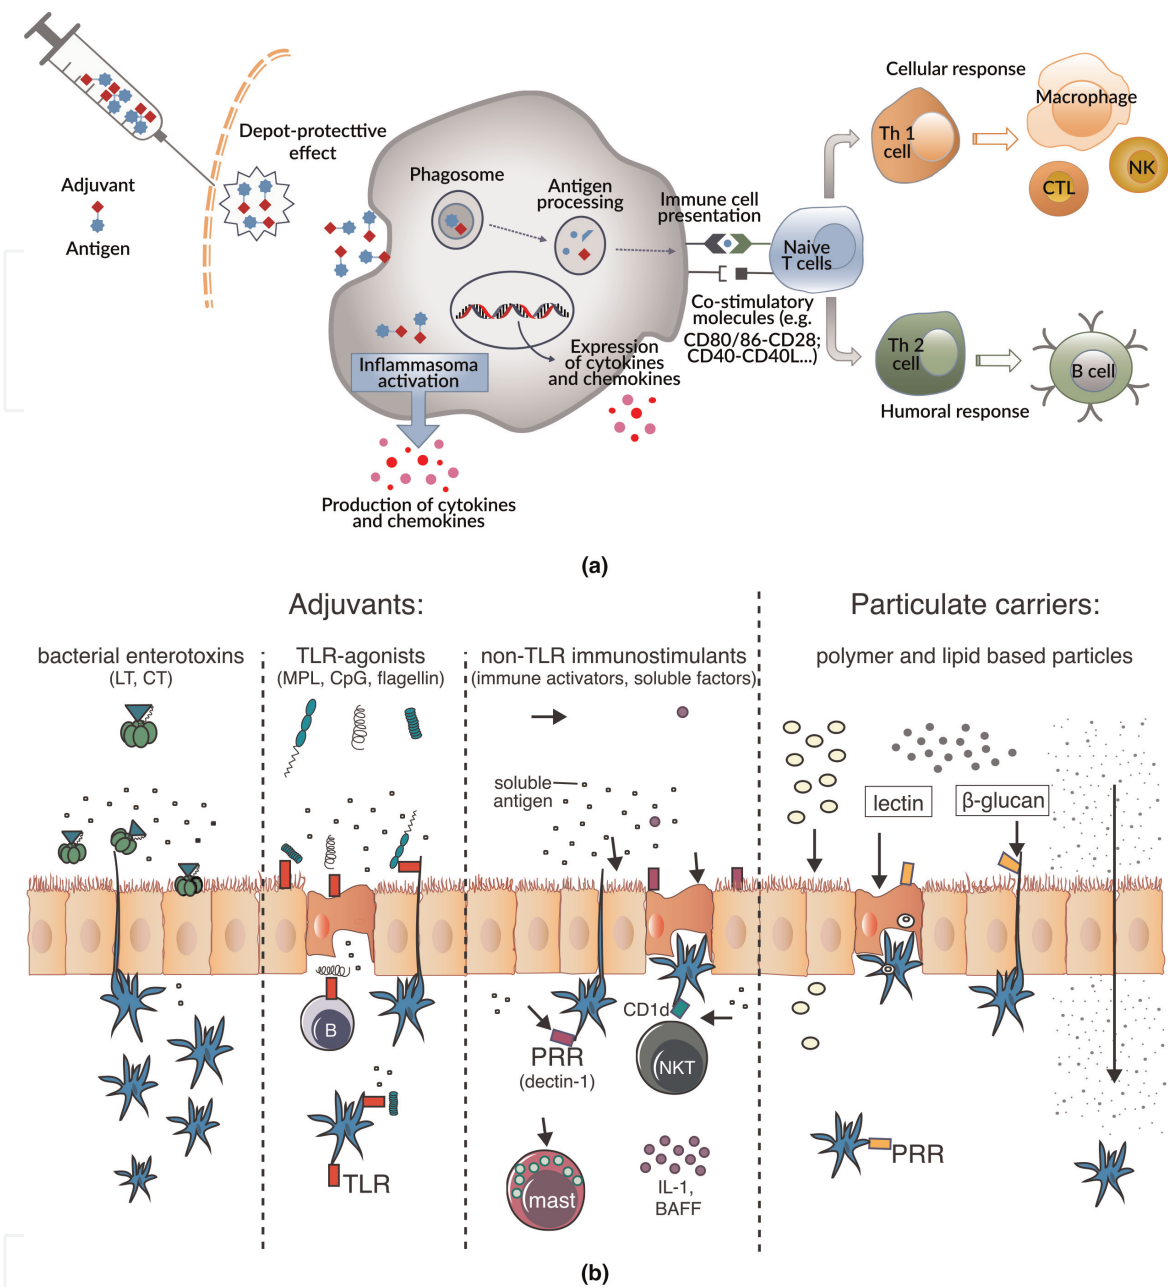 Adjuvant
Antigen
Depot-protecttive
effect
Phagosome
Antigen
processing
Immune cell
presentation
Naive
T cells
Co-stimulatory
molecules (e.g.
CD80/86-CD28;
CD40-CD40L...)
Expression
of cytokines
and chemokines
Inflammasoma
activation
Production of cytokines
and chemokines
Cellular response
Th 1
cell
Macrophage
CTL
NK
Th 2
cell
B cell
Humoral response
(a)
Adjuvants:
Particulate carriers:
bacterial enterotoxins
(LT, CT)
TLR-agonists
(MPL, CpG, flagellin)
non-TLR immunostimulants
(immune activators, soluble factors)
polymer and lipid based particles
soluble
antigen
lectin
β-glucan
B
TLR
PRR
(dectin-1)
CD1d
NKT
mast
IL-1,
BAFF
PRR
(b)